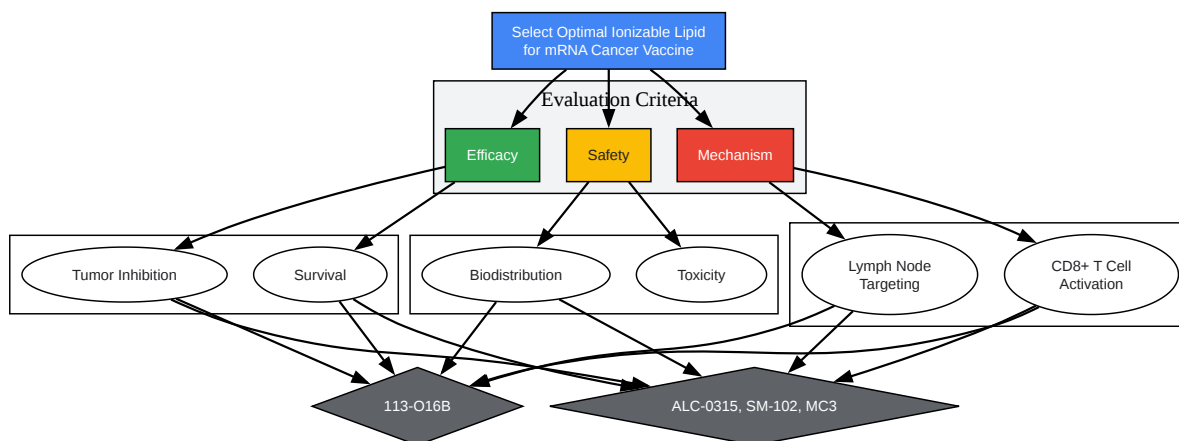 Select Optimal Ionizable Lipid
for mRNA Cancer Vaccine
Evaluation Criteria
Efficacy
Safety
Mechanism
Tumor Inhibition
Survival
Biodistribution
Toxicity
Lymph Node
Targeting
CD8+ T Cell
Activation
113-O16B
ALC-0315, SM-102, MC3